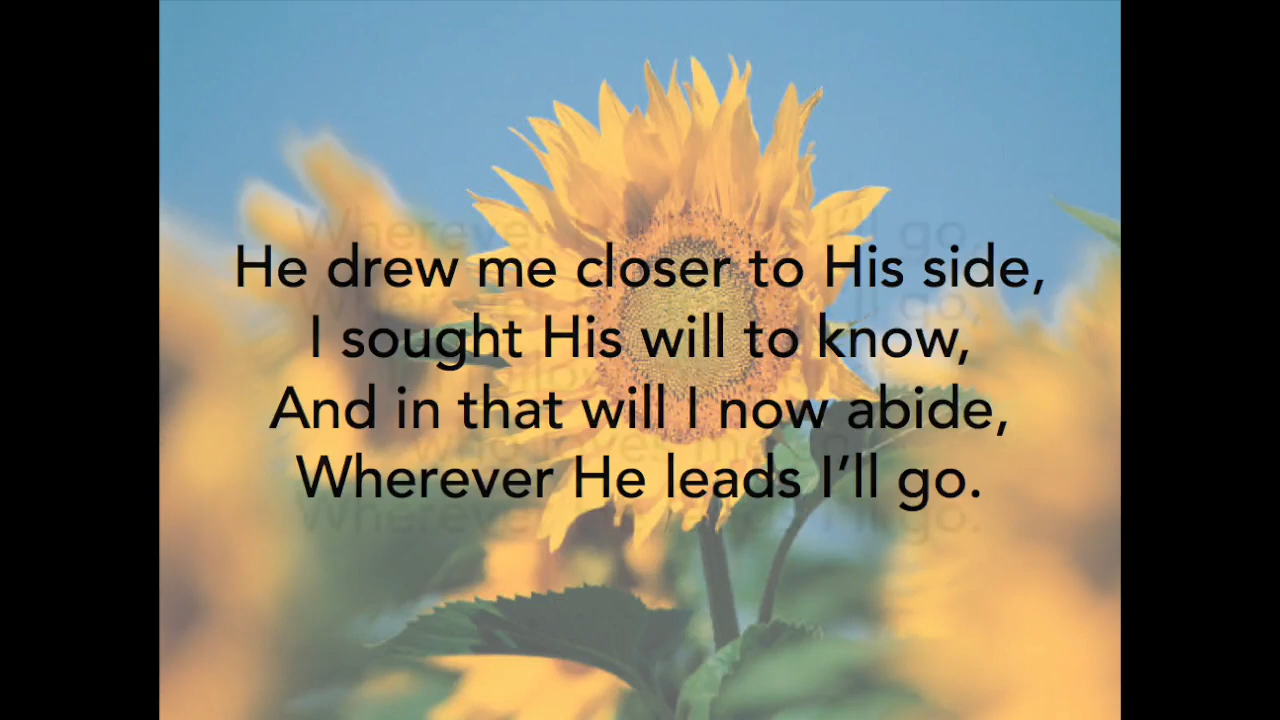 He drew me closer to His side,
I sought His will to know,
And in that will I now abide,
Wherever He leads I’ll go.